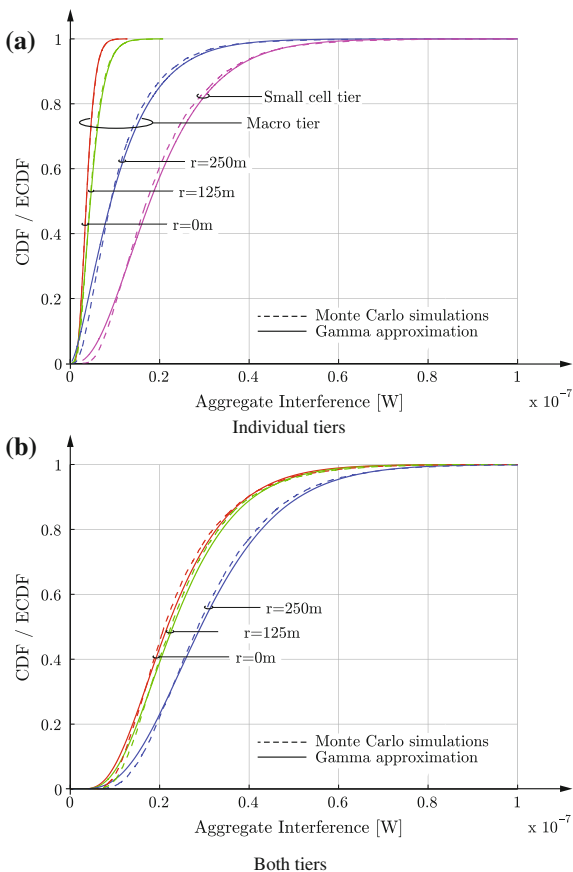 (a)
1
0.8
0.6
0.4
0.2
0
CDF / ECDF
Small cell tier
Macro tier
r=250m
r=125m
r=0m
Monte Carlo simulations
Gamma approximation
0 0.2 0.4 0.6 0.8 1
Aggregate Interference [W]
x 10⁻⁷
Individual tiers
(b)
1
0.8
0.6
0.4
0.2
0
CDF / ECDF
r=250m
r=125m
r=0m
Monte Carlo simulations
Gamma approximation
0 0.2 0.4 0.6 0.8 1
Aggregate Interference [W]
x 10⁻⁷
Both tiers